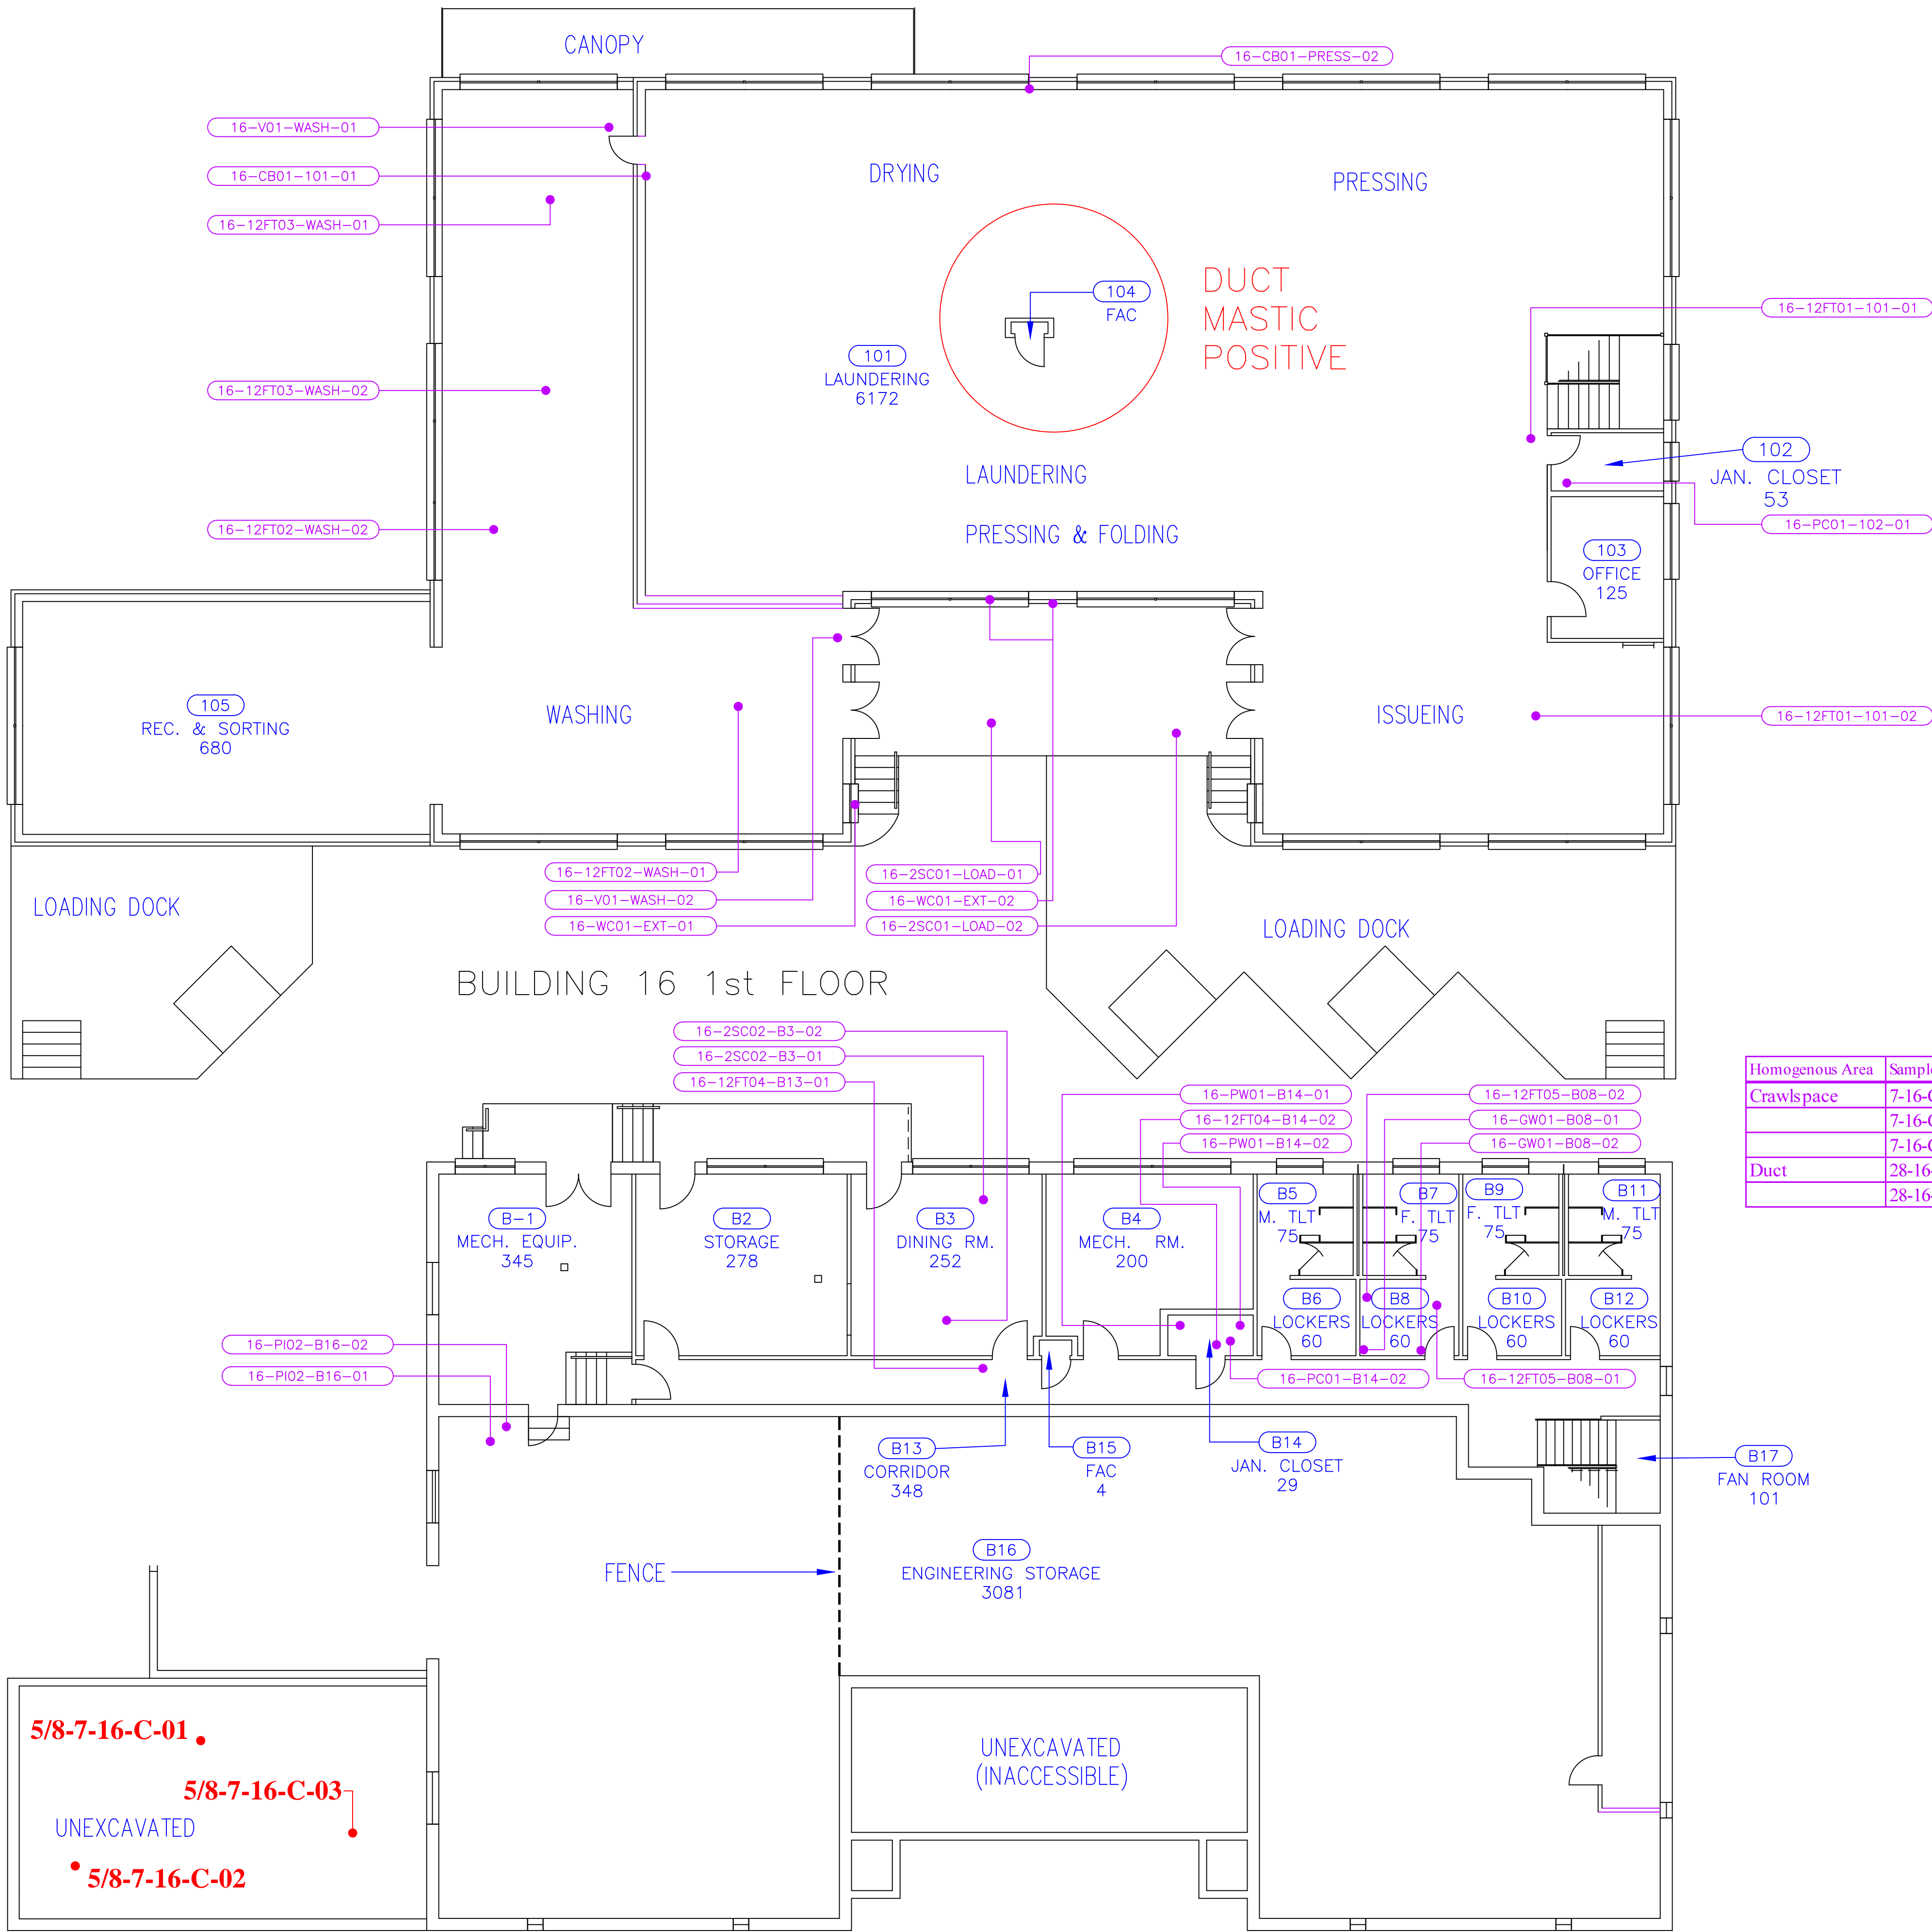 CANOPY
16-CB01-PRESS-02
16-V01-WASH-01
16-CB01-101-01
16-12FT03-WASH-01
DRYING
PRESSING
DUCT
MASTIC
POSITIVE
104
FAC
16-12FT01-101-01
101
LAUNDERING
6172
16-12FT03-WASH-02
102
JAN. CLOSET
53
LAUNDERING
16-12FT02-WASH-02
PRESSING & FOLDING
16-PC01-102-01
103
OFFICE
125
105
REC. & SORTING
680
WASHING
ISSUEING
16-12FT01-101-02
16-12FT02-WASH-01
16-V01-WASH-02
16-WC01-EXT-01
16-2SC01-LOAD-01
16-WC01-EXT-02
16-2SC01-LOAD-02
LOADING DOCK
LOADING DOCK
BUILDING 16 1st FLOOR
16-2SC02-B3-02
16-2SC02-B3-01
16-12FT04-B13-01
16-PW01-B14-01
16-12FT04-B14-02
16-PW01-B14-02
16-12FT05-B08-02
16-GW01-B08-01
16-GW01-B08-02
Homogenous Area
Crawlspace 7-16-
7-16-
7-16-
Duct 28-16-
28-16-
B-1
MECH. EQUIP.
345
B2
STORAGE
278
B3
DINING RM.
252
B4
MECH. RM.
200
B5
M. TLT
75
B7
F. TLT
75
B9
F. TLT
75
B11
M. TLT
75
B6
LOCKERS
60
B8
LOCKERS
60
B10
LOCKERS
60
B12
LOCKERS
60
16-PI02-B16-02
16-PI02-B16-01
16-PC01-B14-02
16-12FT05-B08-01
B13
CORRIDOR
348
B15
FAC
4
B14
JAN. CLOSET
29
B17
FAN ROOM
101
FENCE
B16
ENGINEERING STORAGE
3081
5/8-7-16-C-01
5/8-7-16-C-03
UNEXCAVATED
5/8-7-16-C-02
UNEXCAVATED
(INACCESSIBLE)